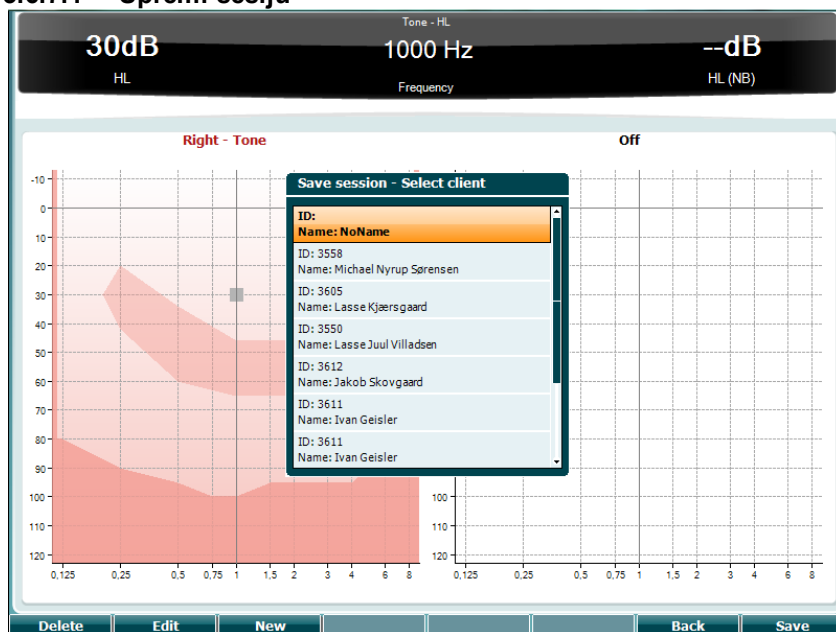 Tone - HL
30dB
1000 Hz
--dB
HL
HL (NB)
Frequency
Right - Tone
Off
Save session - Select client
ID:
Name: NoName
ID: 3558
Name: Michael Nyrup Sørensen
ID: 3605
Name: Lasse Kjærsgaard
ID: 3550
Name: Lasse Juul Villadsen
ID: 3612
Name: Jakob Skovgaard
ID: 3611
Name: Ivan Geisler
ID: 3611
Name: Ivan Geisler
-10
0
10
20
30
40
50
60
70
80
90
100
110
120
0,125 0,25 0,5 0,75 1 1,5 2 3 4 6 8
100
110
120
0,125 0,25 0,5 0,75 1 1,5 2 3 4 6 8
Delete Edit New Back Save